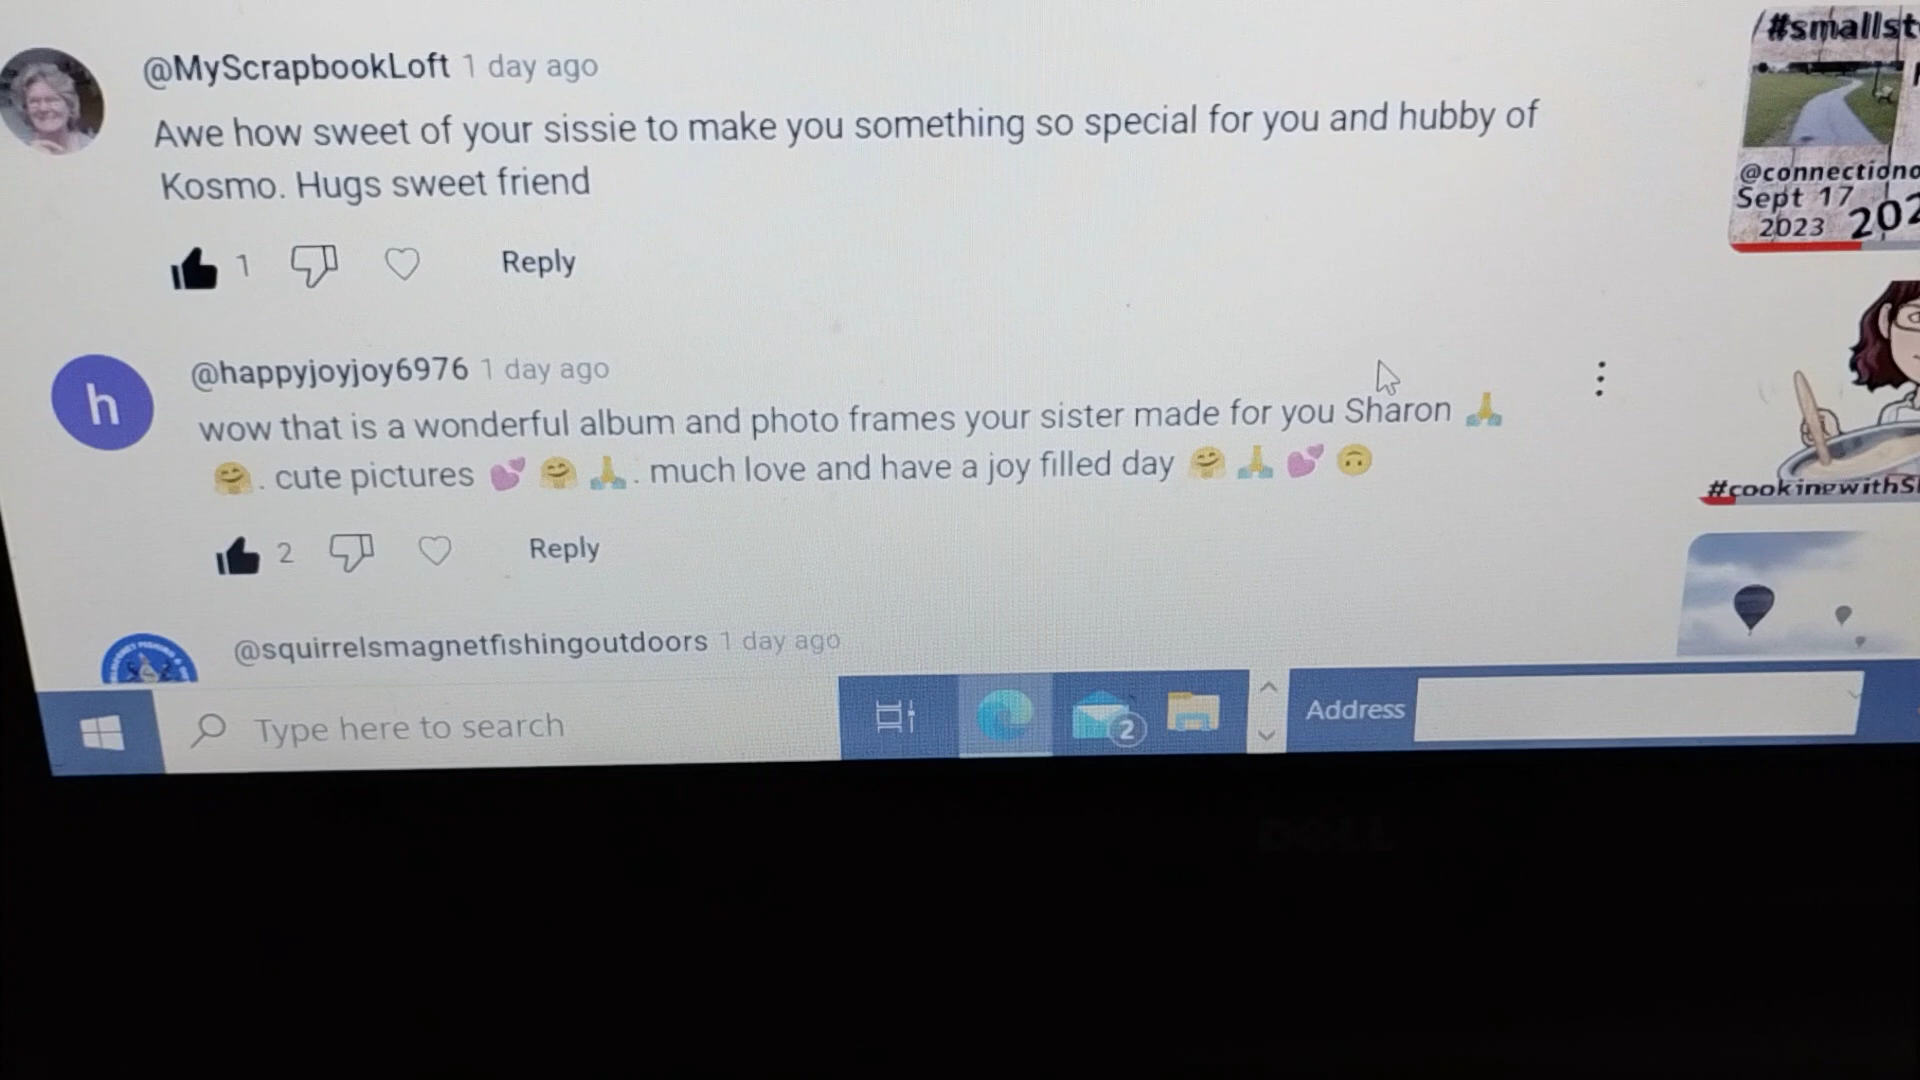 @MyScrapbookLoft 1 day ago
Awe how sweet of your sissie to make you something so special for you and hubby of
Kosmo. Hugs sweet friend
1 Reply
h
@happyjoyjoy6976 1 day ago
wow that is a wonderful album and photo frames your sister made for you Sharon 🙏
🤗. cute pictures 💕 🤗 🙏. much love and have a joy filled day 🤗 🙏 💕 🙃
2 Reply
@squirrelsmagnetfishingoutdoors 1 day ago
/#smallst
@connectiono
Sept 17
2023 202
#cookingwithS
Type here to search
2
Address
DELL